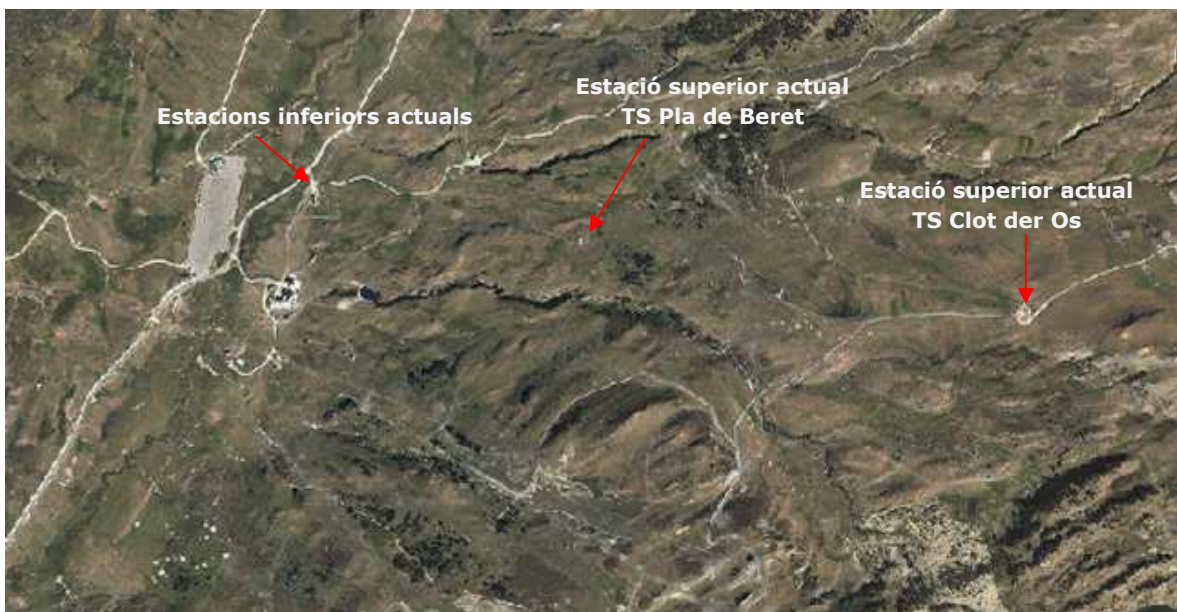 Estació superior actual
TS Pla de Beret
Estacions inferiors actuals
Estació superior actual
TS Clot der Os